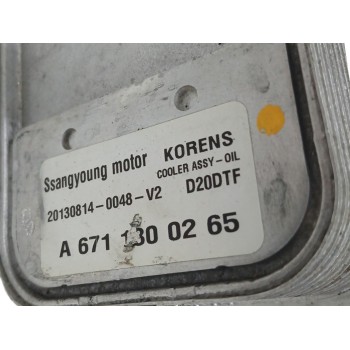 Ssangyoung motor KORENS
COOLER ASSY-OIL
20130814-0048-V2 D20DTF
A 671 180 02 65